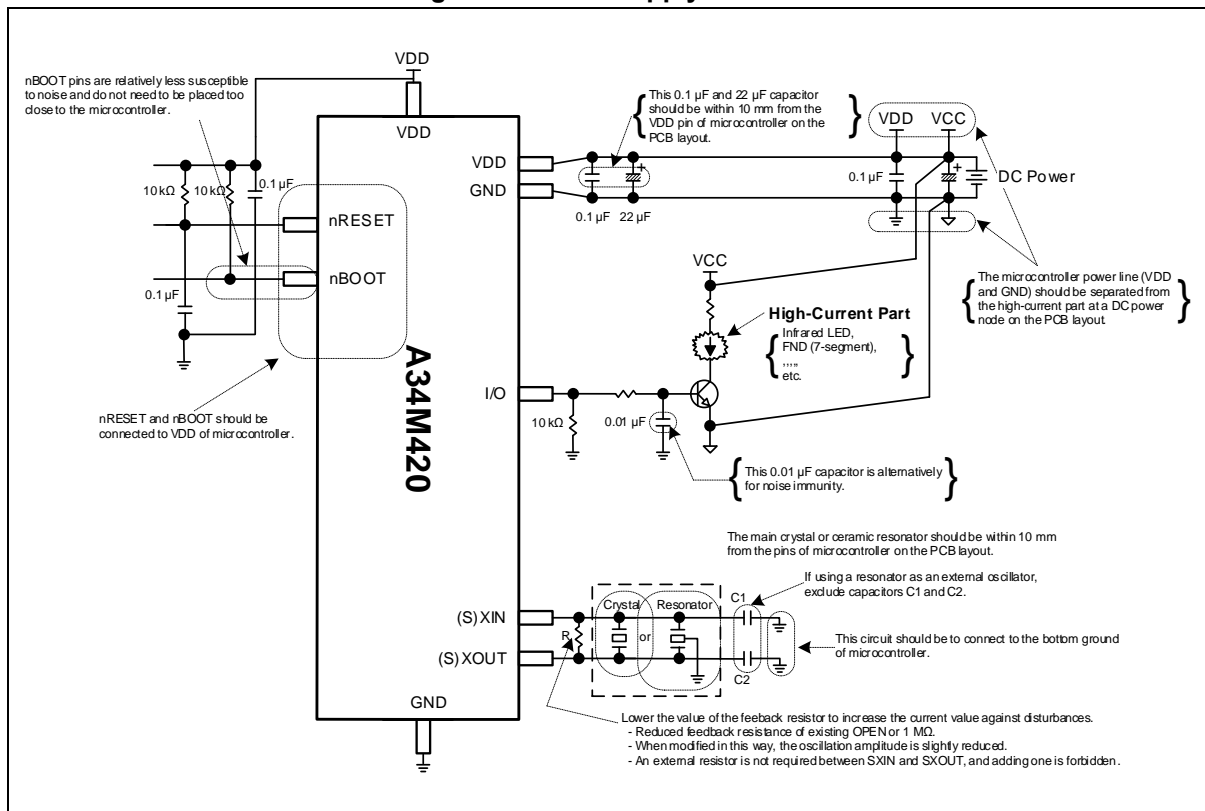 VDD
nBOOT pins are relatively less susceptible
to noise and do not need to be placed too
close to the microcontroller.
VDD
10 kΩ
10 kΩ
0.1 µF
nRESET
nBOOT
0.1 µF
nRESET and nBOOT should be
connected to VDD of microcontroller.
A34M420
VDD
GND
This 0.1 µF and 22 µF capacitor
should be within 10 mm from the
VDD pin of microcontroller on the
PCB layout.
0.1 µF
22 µF
+
VDD
VCC
0.1 µF
+
DC Power
The microcontroller power line (VDD
and GND) should be separated from
the high-current part at a DC power
node on the PCB layout.
VCC
High-Current Part
Infrared LED,
FND (7-segment),
,,,,,
etc.
I/O
10 kΩ
0.01 µF
This 0.01 µF capacitor is alternatively
for noise immunity.
The main crystal or ceramic resonator should be within 10 mm
from the pins of microcontroller on the PCB layout.
If using a resonator as an external oscillator,
exclude capacitors C1 and C2.
(S)XIN
(S)XOUT
R
Crystal
or
Resonator
C1
C2
This circuit should be to connect to the bottom ground
of microcontroller.
GND
Lower the value of the feeback resistor to increase the current value against disturbances.
- Reduced feedback resistance of existing OPEN or 1 MΩ.
- When modified in this way, the oscillation amplitude is slightly reduced.
- An external resistor is not required between SXIN and SXOUT, and adding one is forbidden.